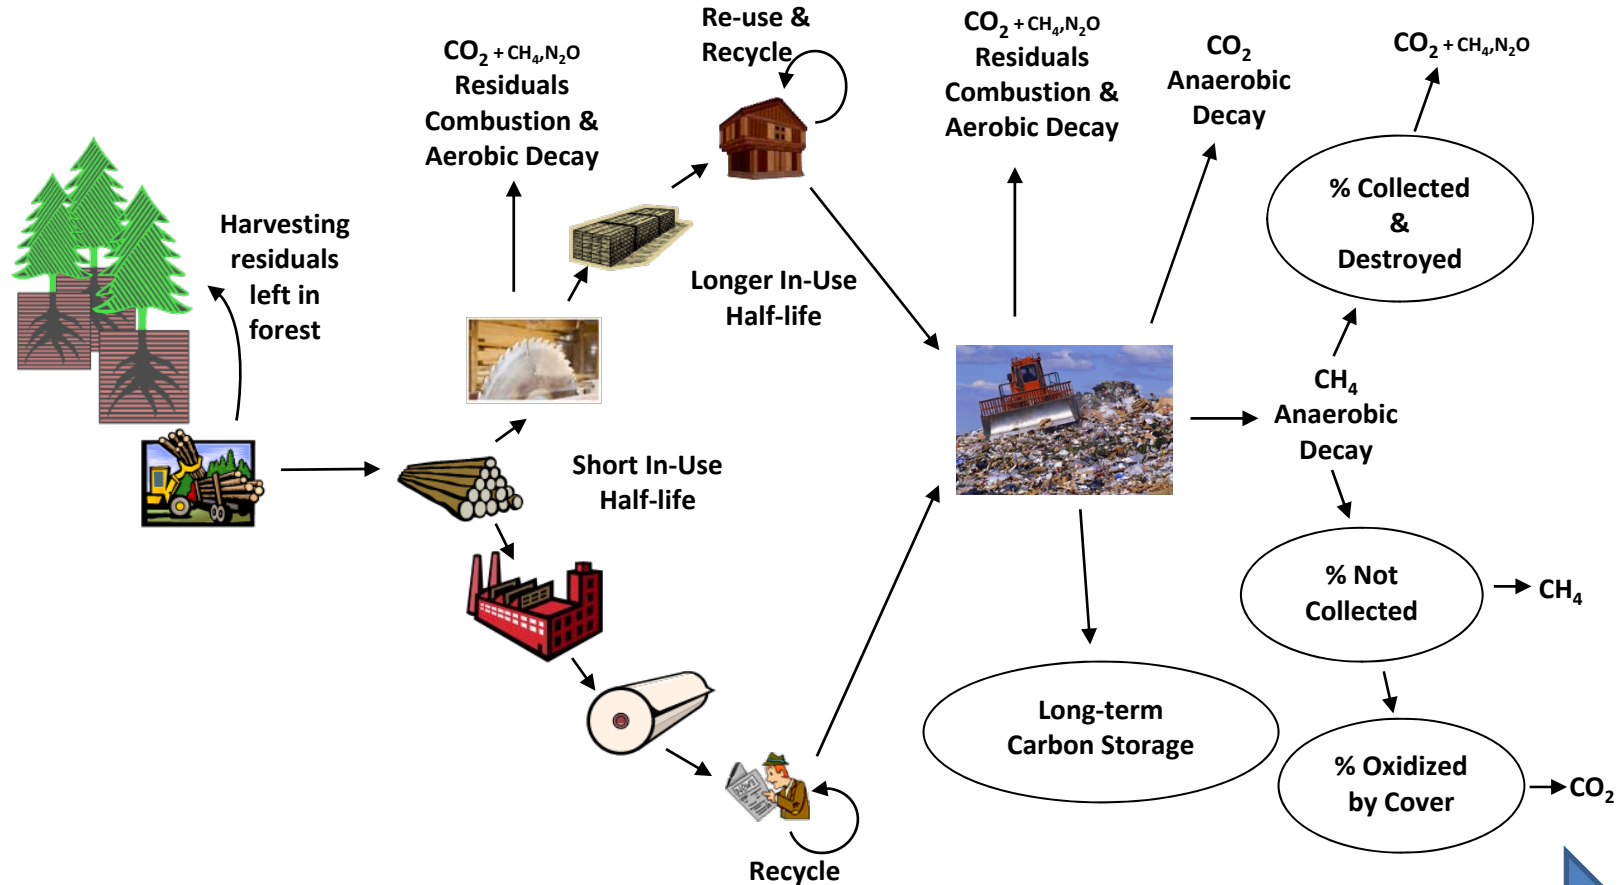 Re-use &
Recycle
CO₂ + CH₄,N₂O
Residuals
Combustion &
Aerobic Decay
CO₂ + CH₄,N₂O
Residuals
Combustion &
Aerobic Decay
CO₂
Anaerobic
Decay
CO₂ + CH₄,N₂O
% Collected
&
Destroyed
Harvesting
residuals
left in
forest
Longer In-Use
Half-life
CH₄
Anaerobic
Decay
Short In-Use
Half-life
% Not
Collected
CH₄
Long-term
Carbon Storage
% Oxidized
by Cover
CO₂
NEWS
Recycle